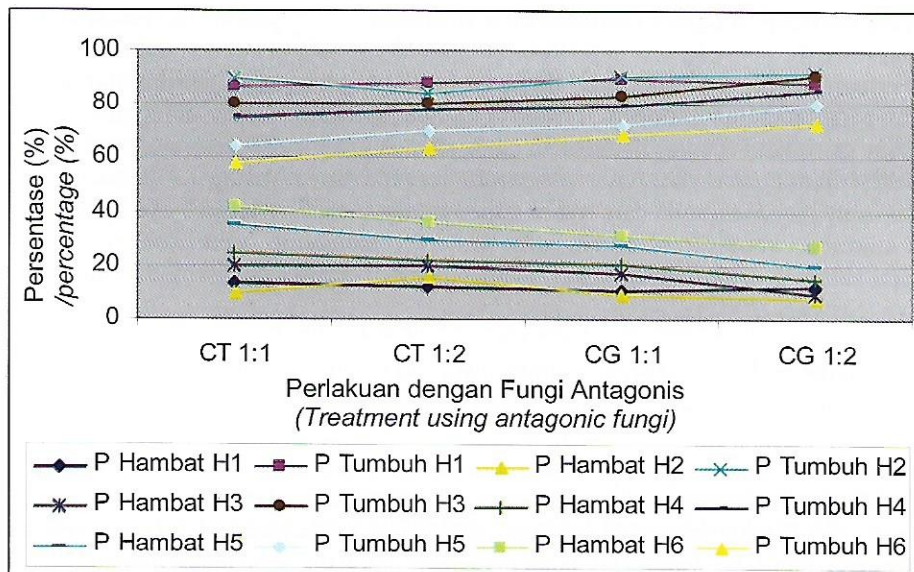 100
80
60
40
20
0
Persentase (%)
/percentage (%)
CT 1:1 CT 1:2 CG 1:1 CG 1:2
Perlakuan dengan Fungi Antagonis
(Treatment using antagonic fungi)
P Hambat H1 P Tumbuh H1 P Hambat H2 P Tumbuh H2
P Hambat H3 P Tumbuh H3 P Hambat H4 P Tumbuh H4
P Hambat H5 P Tumbuh H5 P Hambat H6 P Tumbuh H6